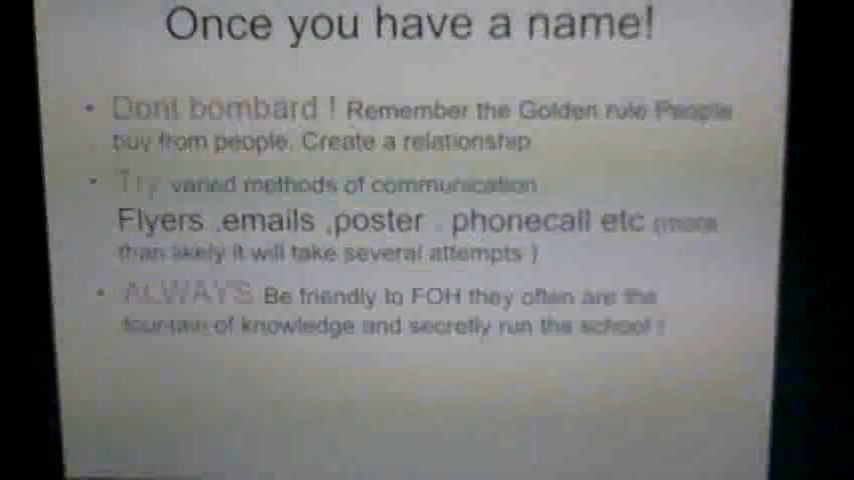 Once you have a name!
• Dont bombard ! Remember the Golden rule People
buy from people. Create a relationship
• Try varied methods of communication
Flyers ,emails ,poster , phonecall etc (more
than likely it will take several attempts )
• ALWAYS Be friendly to FOH they often are the
fountain of knowledge and secretly run the school !